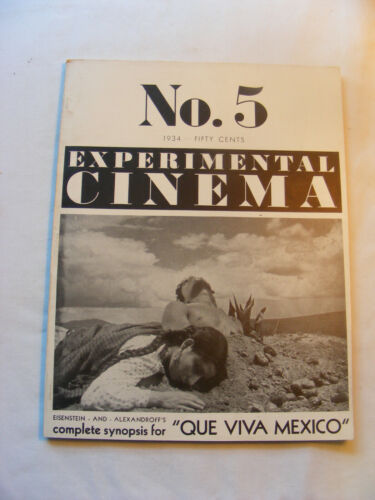 No. 5
1934 - FIFTY CENTS
EXPERIMENTAL
CINEMA
EISENSTEIN - AND - ALEXANDROFF'S
complete synopsis for "QUE VIVA MEXICO"